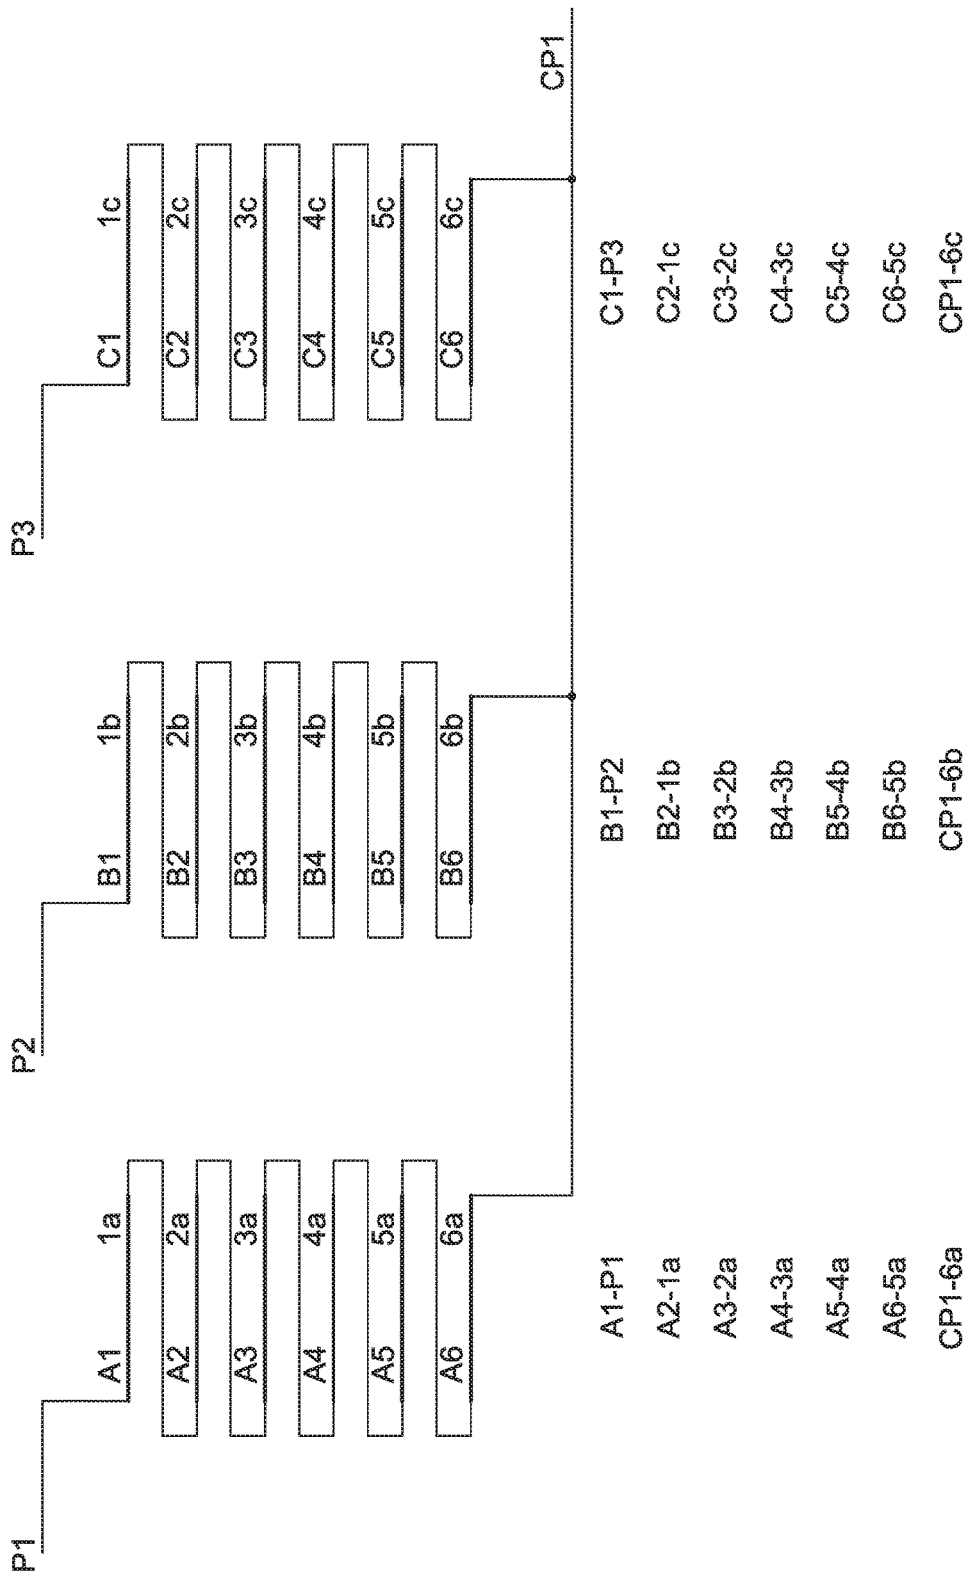 P1
P2
P3
A1 1a
A2 2a
A3 3a
A4 4a
A5 5a
A6 6a
B1 1b
B2 2b
B3 3b
B4 4b
B5 5b
B6 6b
C1 1c
C2 2c
C3 3c
C4 4c
C5 5c
C6 6c
CP1
A1-P1
A2-1a
A3-2a
A4-3a
A5-4a
A6-5a
CP1-6a
B1-P2
B2-1b
B3-2b
B4-3b
B5-4b
B6-5b
CP1-6b
C1-P3
C2-1c
C3-2c
C4-3c
C5-4c
C6-5c
CP1-6c